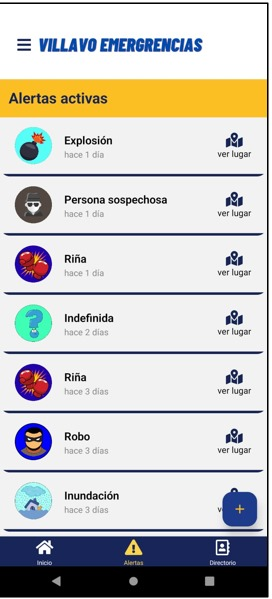 VILLAVO EMERGRENCIAS
Alertas activas
Explosión
hace 1 día
ver lugar
Persona sospechosa
hace 1 día
ver lugar
Riña
hace 1 día
ver lugar
Indefinida
hace 2 días
ver lugar
Riña
hace 3 días
ver lugar
Robo
hace 3 días
ver lugar
Inundación
hace 3 días
+
Inicio
Alertas
Directorio